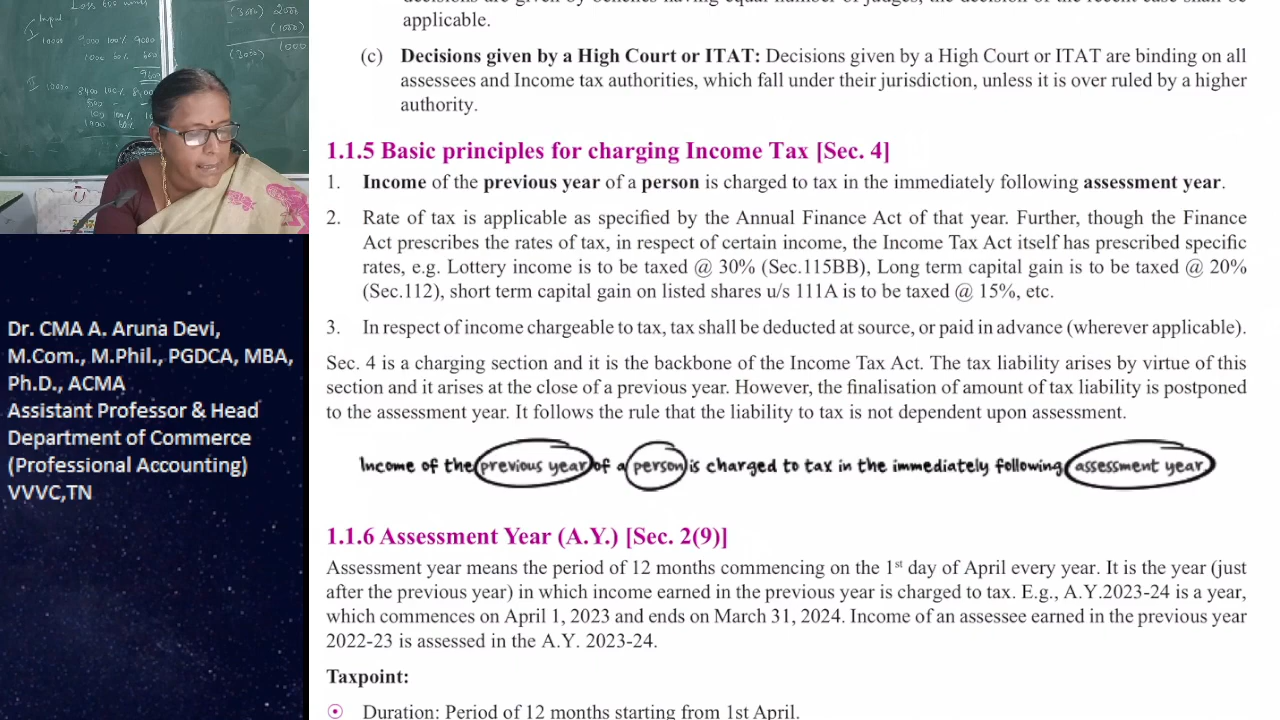 Loss 600 units
Input
10000 9000 100% 9000
1000 60% 600
9600
10000
(3000) 2000
(1000)
(2000) 1000
Dr. CMA A. Aruna Devi,
M.Com., M.Phil., PGDCA, MBA,
Ph.D., ACMA
Assistant Professor & Head
Department of Commerce
(Professional Accounting)
VVVC,TN
applicable.
(c) Decisions given by a High Court or ITAT: Decisions given by a High Court or ITAT are binding on all
assessees and Income tax authorities, which fall under their jurisdiction, unless it is over ruled by a higher
authority.
1.1.5 Basic principles for charging Income Tax [Sec. 4]
1. Income of the previous year of a person is charged to tax in the immediately following assessment year.
2. Rate of tax is applicable as specified by the Annual Finance Act of that year. Further, though the Finance
Act prescribes the rates of tax, in respect of certain income, the Income Tax Act itself has prescribed specific
rates, e.g. Lottery income is to be taxed @ 30% (Sec.115BB), Long term capital gain is to be taxed @ 20%
(Sec.112), short term capital gain on listed shares u/s 111A is to be taxed @ 15%, etc.
3. In respect of income chargeable to tax, tax shall be deducted at source, or paid in advance (wherever applicable).
Sec. 4 is a charging section and it is the backbone of the Income Tax Act. The tax liability arises by virtue of this
section and it arises at the close of a previous year. However, the finalisation of amount of tax liability is postponed
to the assessment year. It follows the rule that the liability to tax is not dependent upon assessment.
Income of the previous year of a person is charged to tax in the immediately following assessment year
1.1.6 Assessment Year (A.Y.) [Sec. 2(9)]
Assessment year means the period of 12 months commencing on the 1st day of April every year. It is the year (just
after the previous year) in which income earned in the previous year is charged to tax. E.g., A.Y.2023-24 is a year,
which commences on April 1, 2023 and ends on March 31, 2024. Income of an assessee earned in the previous year
2022-23 is assessed in the A.Y. 2023-24.
Taxpoint:
Duration: Period of 12 months starting from 1st April.